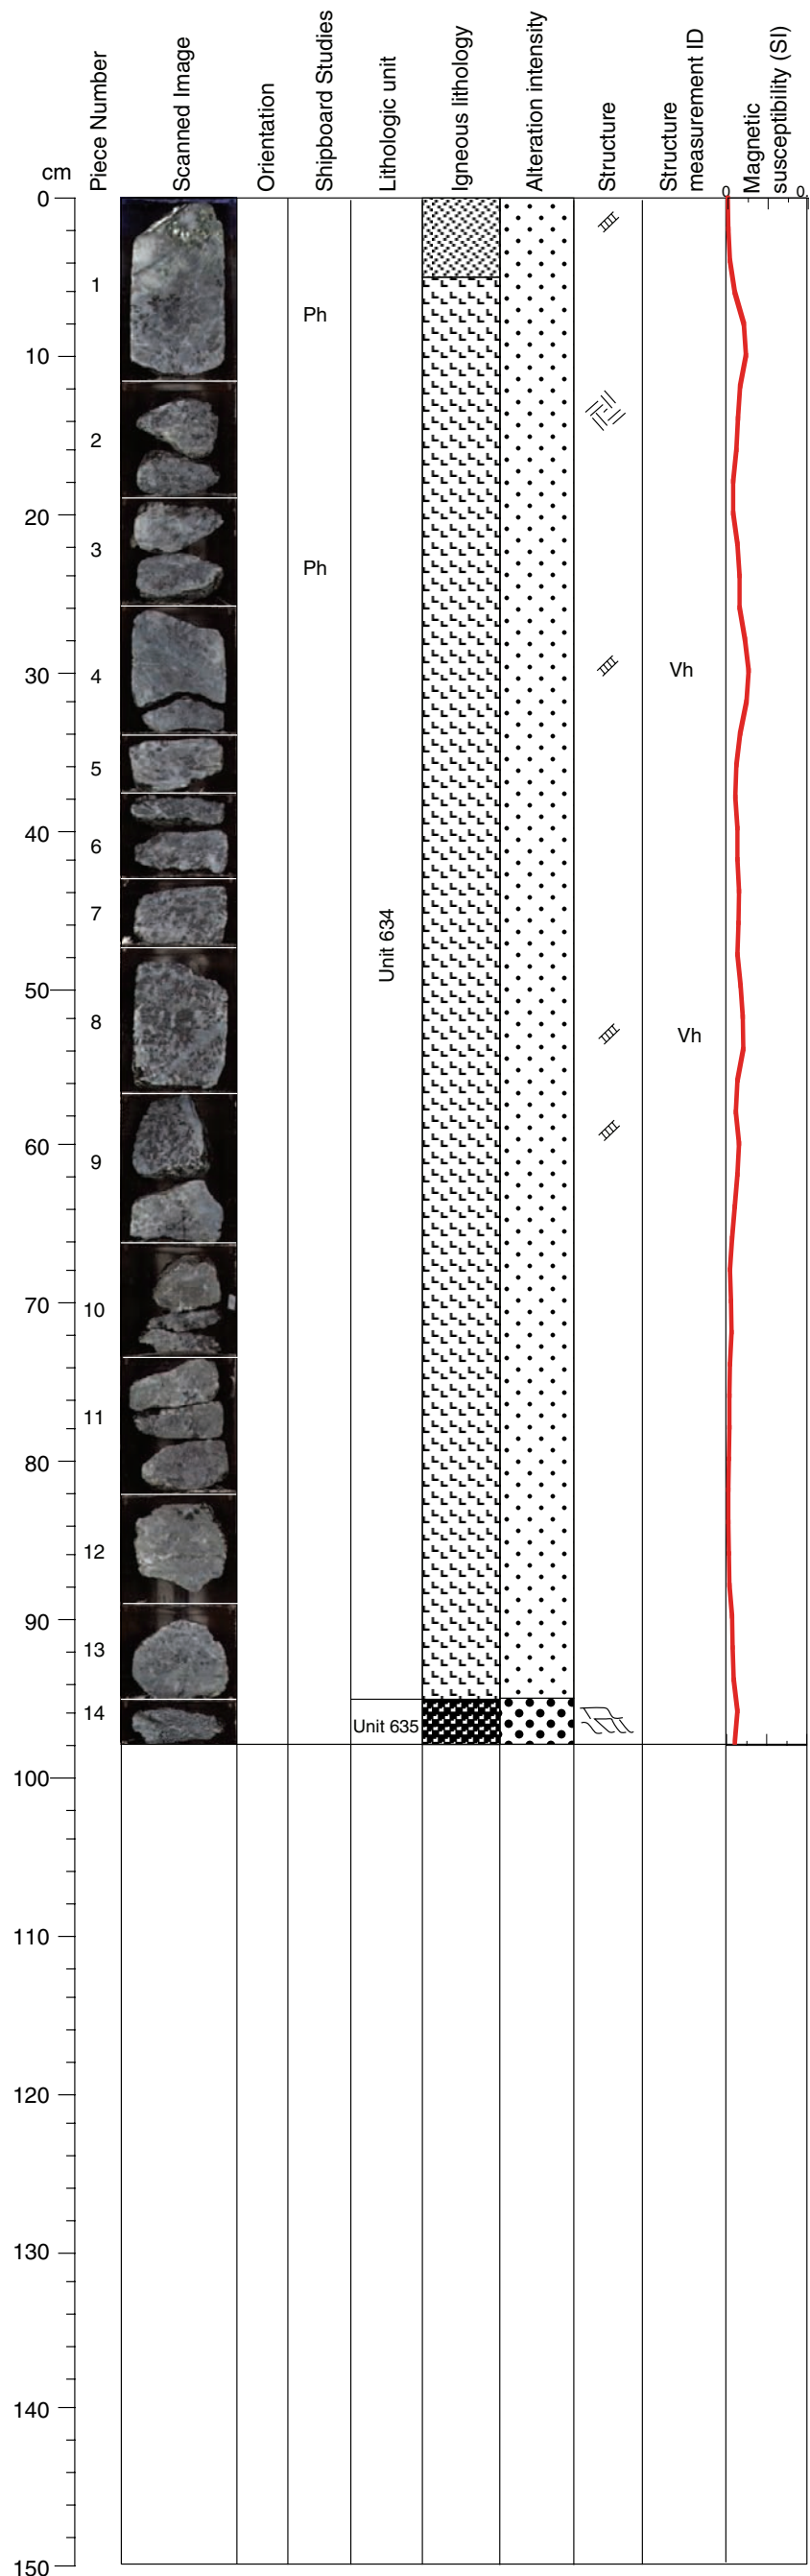 cm
Piece Number
Scanned Image
Orientation
Shipboard Studies
Lithologic unit
Igneous lithology
Alteration intensity
Structure
Structure
measurement ID
Magnetic
susceptibility (SI)
0 0.
0
1
Ph
10
2
20
3
Ph
30
4
Vh
5
40
6
7
Unit 634
50
8
Vh
60
9
70
10
11
80
12
90
13
14
Unit 635
100
110
120
130
140
150